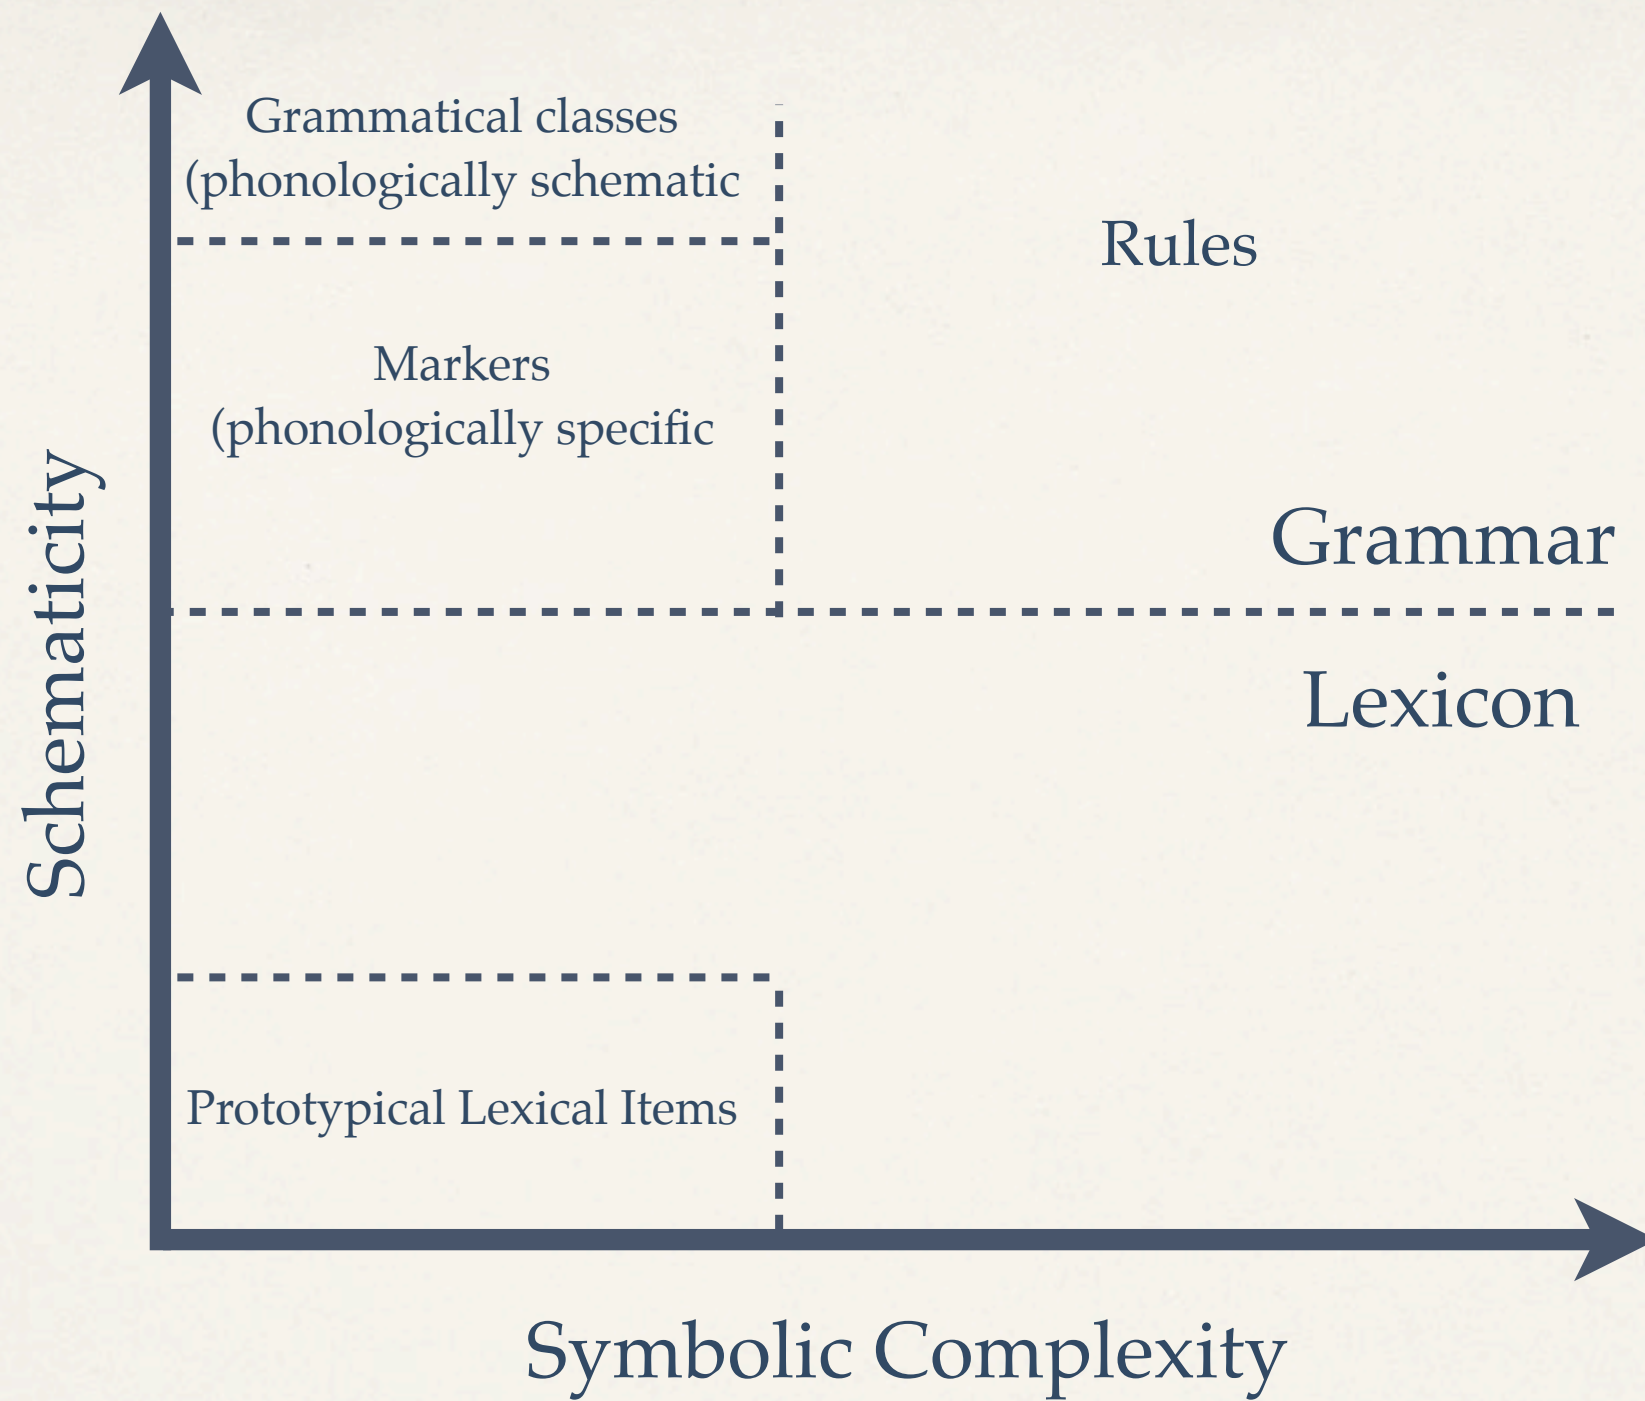 Grammatical classes
(phonologically schematic
Rules
Markers
(phonologically specific
Grammar
Schematicity
Lexicon
Prototypical Lexical Items
Symbolic Complexity